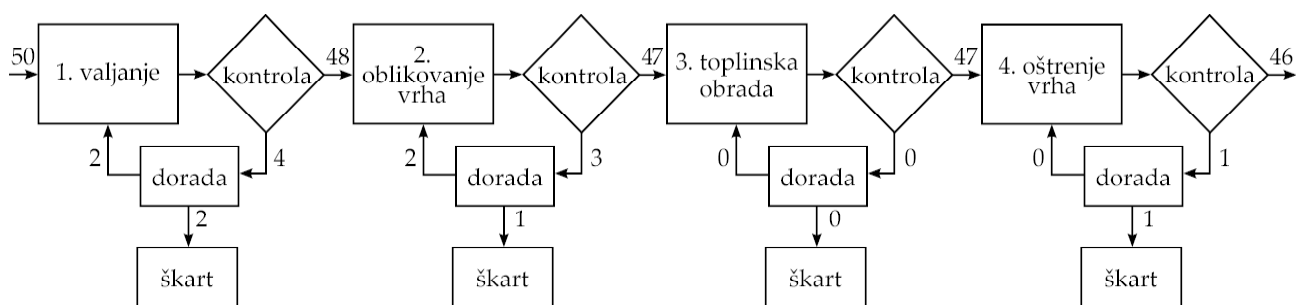 50
1. valjanje
kontrola
48
2.
oblikovanje
vrha
kontrola
47
3. toplinska
obrada
kontrola
47
4. oštrenje
vrha
kontrola
46
2
dorada
4
2
dorada
3
0
dorada
0
0
dorada
1
2
1
0
1
škart
škart
škart
škart